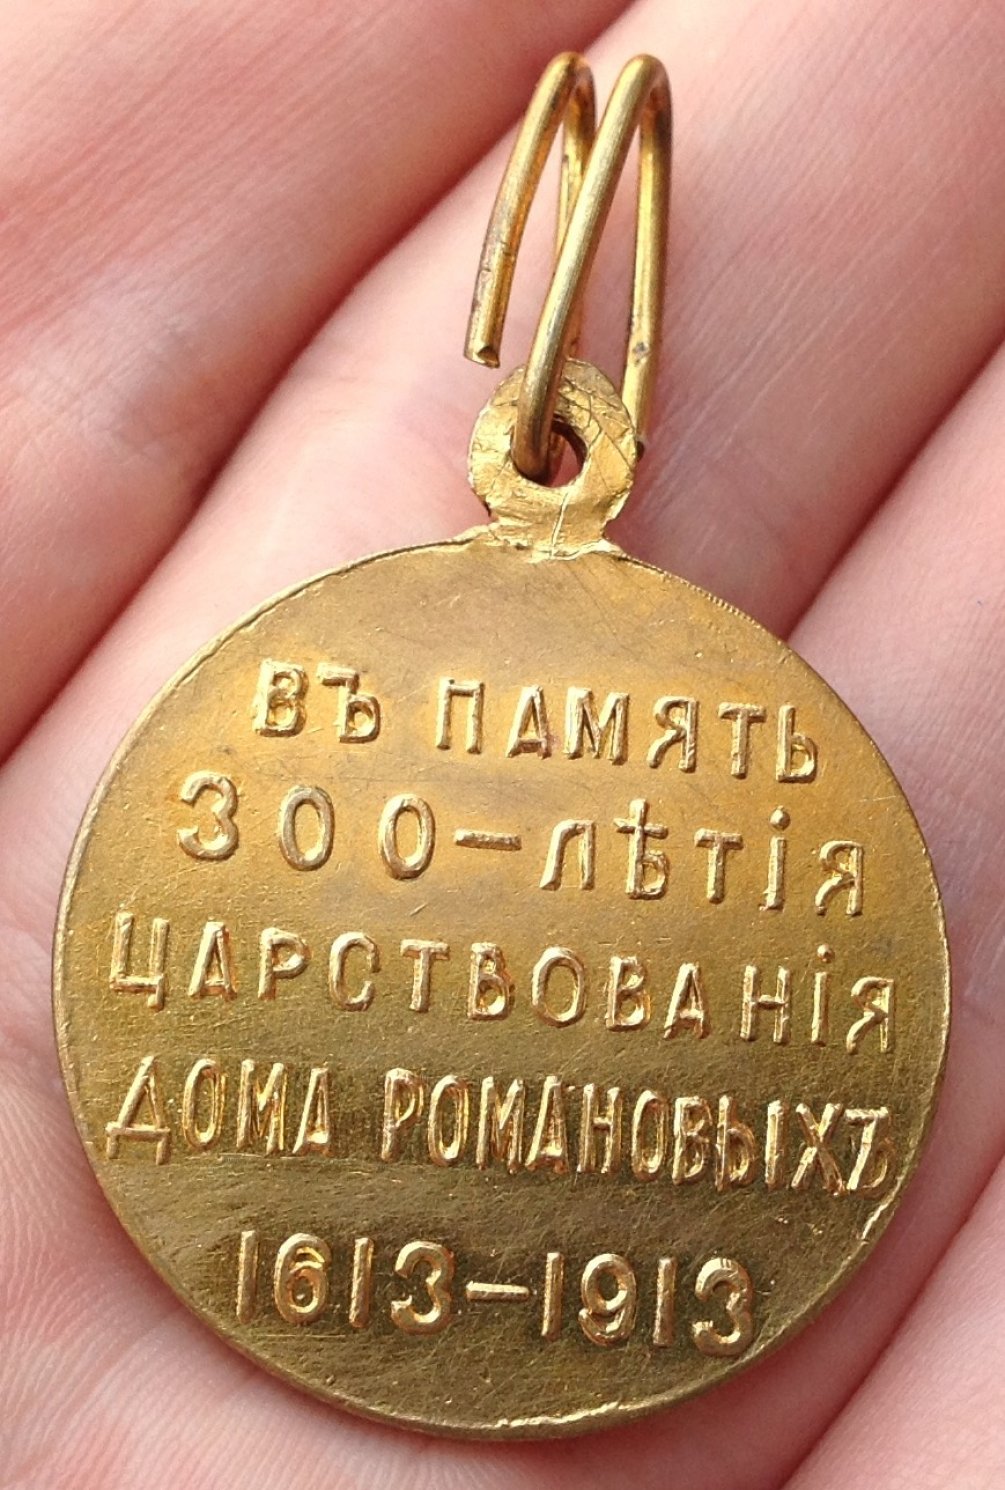 ВЪ ПАМЯТЬ
300-ЛѢТІЯ
ЦАРСТВОВАНІЯ
ДОМА РОМАНОВЫХЪ
1613-1913